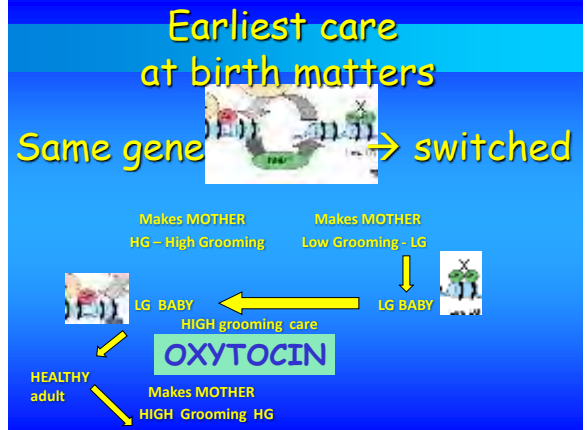 Earliest care
at birth matters
Same gene → switched
Makes MOTHER
HG – High Grooming
Makes MOTHER
Low Grooming - LG
LG BABY
LG BABY
HIGH grooming care
OXYTOCIN
HEALTHY
adult
Makes MOTHER
HIGH Grooming HG